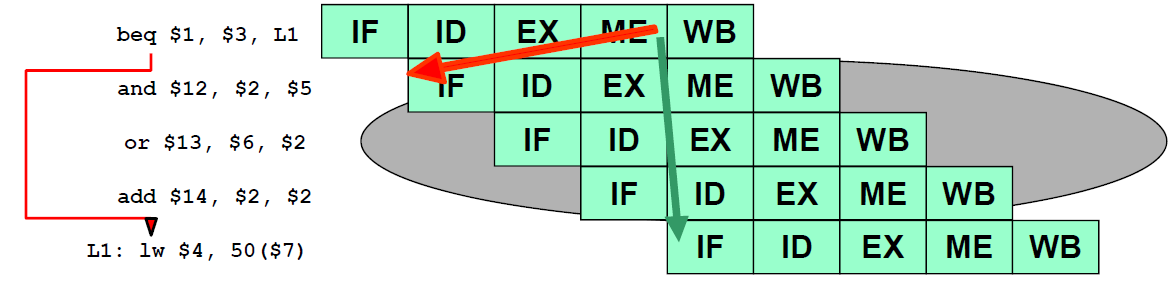 beq $1, $3, L1 IF ID EX ME WB
and $12, $2, $5 IF ID EX ME WB
or $13, $6, $2 IF ID EX ME WB
add $14, $2, $2 IF ID EX ME WB
L1: lw $4, 50($7) IF ID EX ME WB